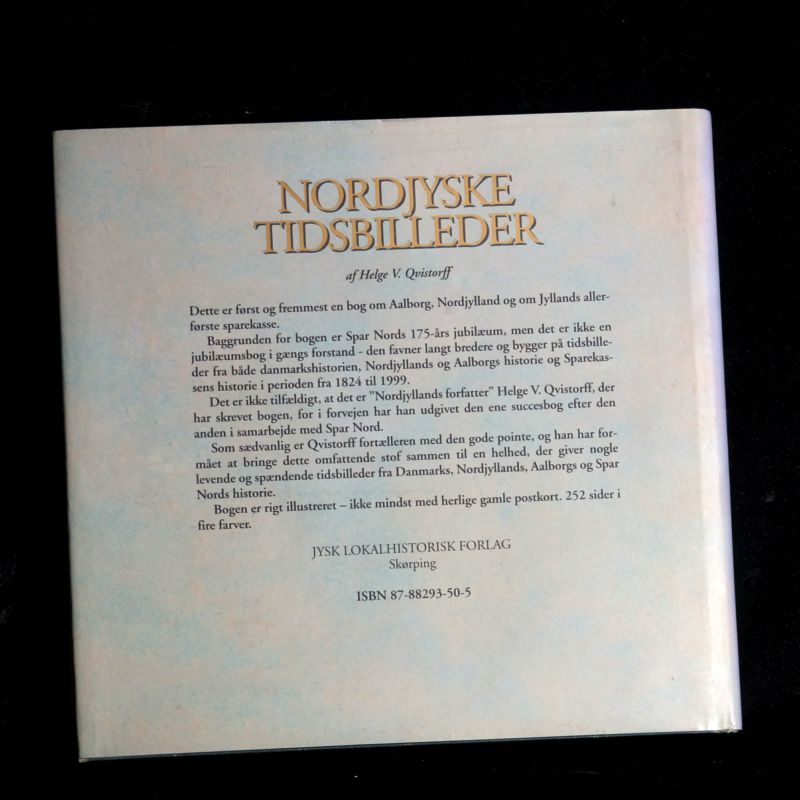 NORDJYSKE
TIDSBILLEDER
af Helge V. Qvistorff
Dette er først og fremmest en bog om Aalborg, Nordjylland og om Jyllands aller-
første sparekasse.
Baggrunden for bogen er Spar Nords 175-års jubilæum, men det er ikke en
jubilæumsbog i gængs forstand - den favner langt bredere og bygger på tidsbille-
der fra både danmarkshistorien, Nordjyllands og Aalborgs historie og Sparekas-
sens historie i perioden fra 1824 til 1999.
Det er ikke tilfældigt, at det er "Nordjyllands forfatter" Helge V. Qvistorff, der
har skrevet bogen, for i forvejen har han udgivet den ene succesbog efter den
anden i samarbejde med Spar Nord.
Som sædvanlig er Qvistorff fortælleren med den gode pointe, og han har for-
mået at bringe dette omfattende stof sammen til en helhed, der giver nogle
levende og spændende tidsbilleder fra Danmarks, Nordjyllands, Aalborgs og Spar
Nords historie.
Bogen er rigt illustreret – ikke mindst med herlige gamle postkort. 252 sider i
fire farver.
JYSK LOKALHISTORISK FORLAG
Skørping
ISBN 87-88293-50-5